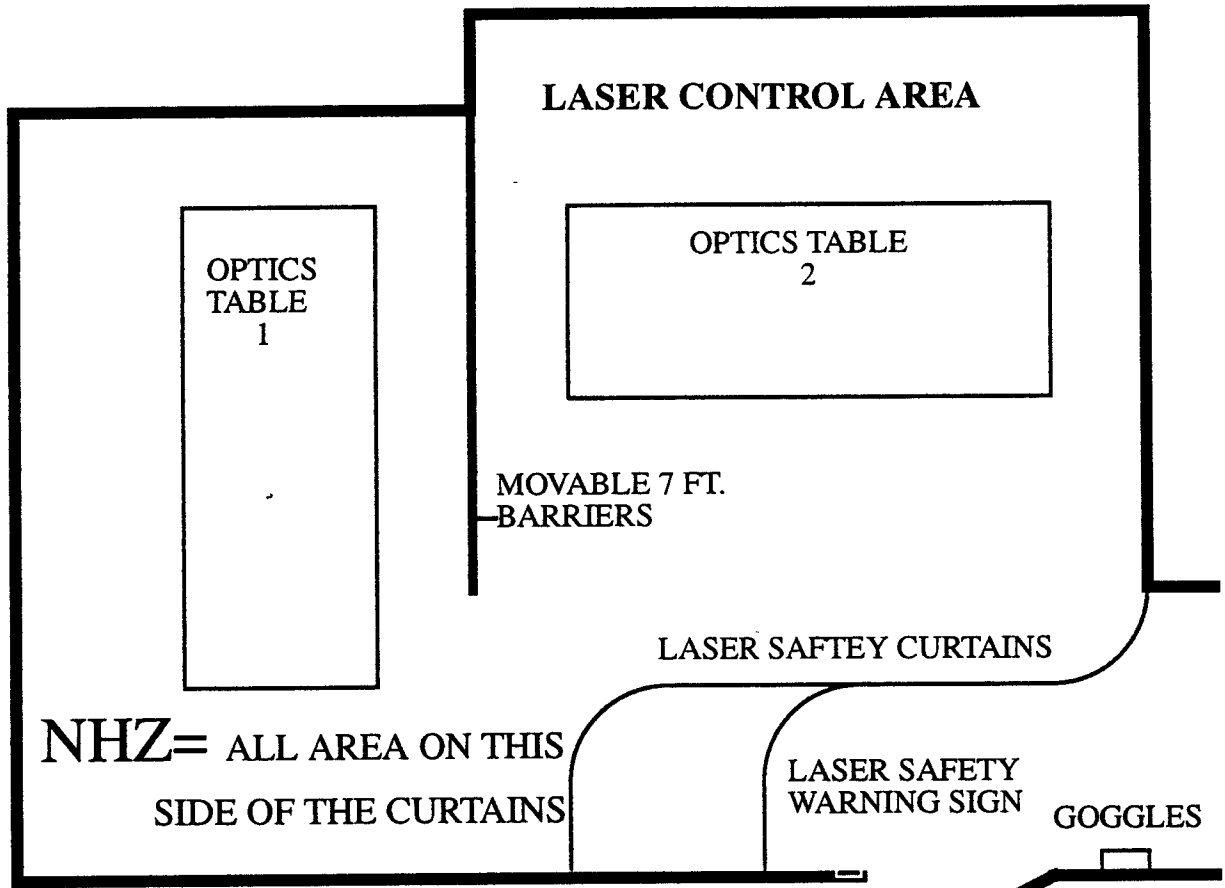 LASER CONTROL AREA
OPTICS TABLE
2
OPTICS
TABLE
1
MOVABLE 7 FT.
BARRIERS
LASER SAFTEY CURTAINS
NHZ= ALL AREA ON THIS
SIDE OF THE CURTAINS
LASER SAFETY
WARNING SIGN
GOGGLES